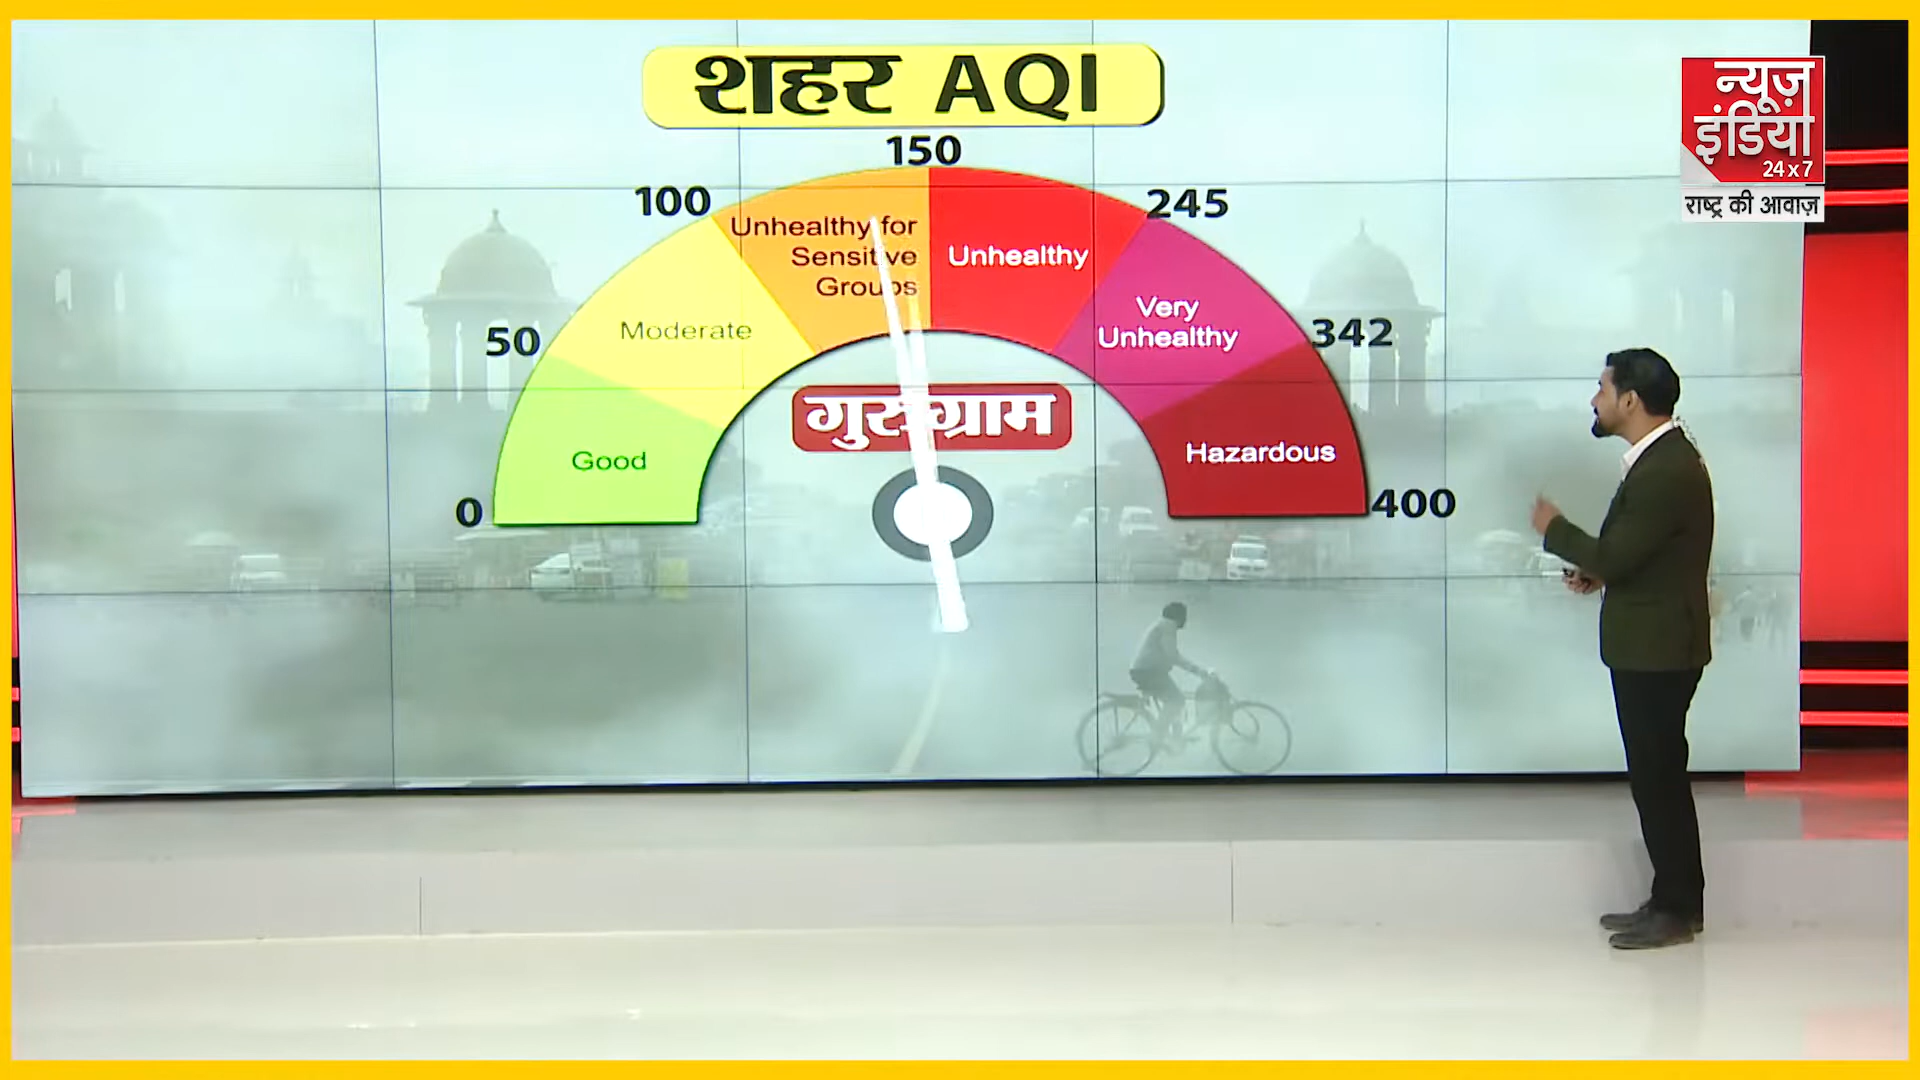 शहर AQI
150
100
245
Unhealthy for
Sensitive
Groups
Unhealthy
50
Moderate
Very
Unhealthy
342
गुरुग्राम
Good
Hazardous
0
400
न्यूज़
इंडिया
24x7
राष्ट्र की आवाज़